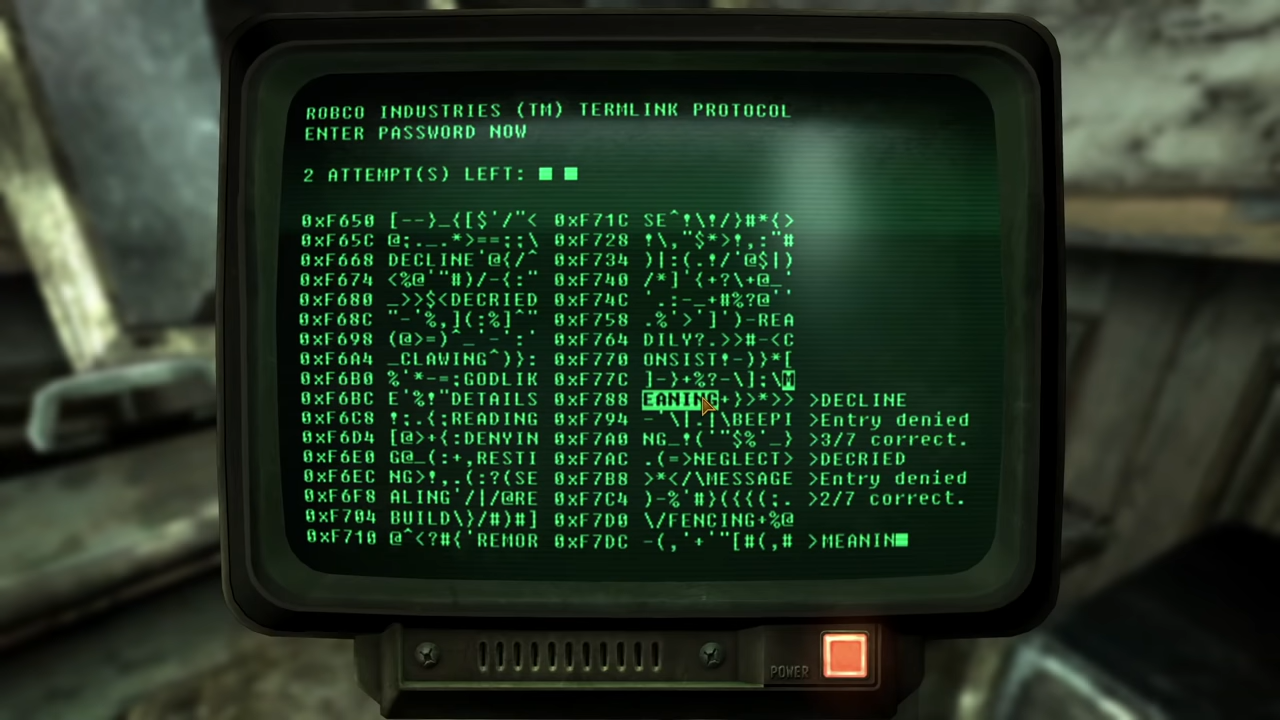 ROBCO INDUSTRIES (TM) TERMLINK PROTOCOL
ENTER PASSWORD NOW
2 ATTEMPT(S) LEFT: ■ ■
0xF650 [--}_{[$'/"< 0xF71C SE^!\!/}#*{>
0xF65C @;._.*>==:;\ 0xF728 !\,"$*>!,:"#
0xF668 DECLINE'@{/^ 0xF734 )|:(.!/'@$|)
0xF674 <%@'"#)/-{:" 0xF740 /*]'{+?\+@_'
0xF680 _>>$<DECRIED 0xF74C '.:-_+#%?@''
0xF68C "-'%,](:%]^" 0xF758 .%'>"]')-REA
0xF698 (@>=)^_'-':' 0xF764 DILY?.>>#-<C
0xF6A4 _CLAWING^)}: 0xF770 ONSIST!-)}*[
0xF6B0 %'*-=;GODLIK 0xF77C ]-}+%?-\]:\M
0xF6BC E'%!"DETAILS 0xF788 EANING+}>*>> >DECLINE
0xF6C8 !;.{;READING 0xF794 -'\|.|\BEEPI >Entry denied
0xF6D4 [@>+{:DENYIN 0xF7A0 NG_!('"$%'_} >3/7 correct.
0xF6E0 G@_(:+,RESTI 0xF7AC .(=>NEGLECT> >DECRIED
0xF6EC NG>!,.(:?(SE 0xF7B8 >*</\MESSAGE >Entry denied
0xF6F8 ALING'/|/@RE 0xF7C4 )-%'#}({{(;. >2/7 correct.
0xF704 BUILD\}/#)#] 0xF7D0 \/FENCING+%@
0xF710 @^<?#{'REMOR 0xF7DC -(,'+'"[#(,# >MEANIN■
POWER